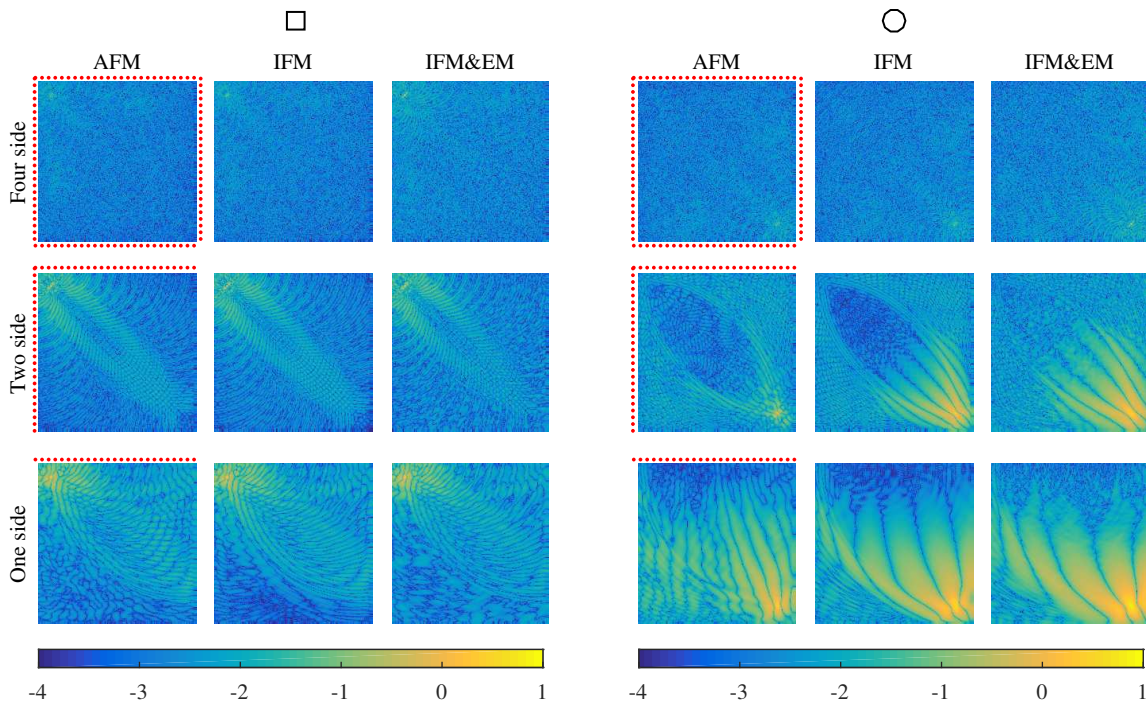 AFM IFM IFM&EM AFM IFM IFM&EM
Four side
Two side
One side
-4 -3 -2 -1 0 1 -4 -3 -2 -1 0 1